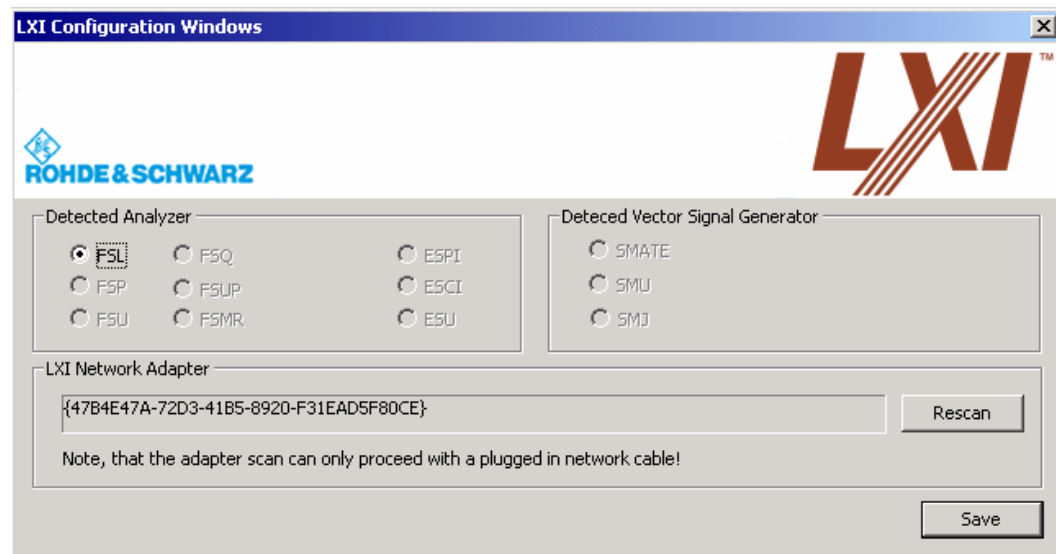 LXI Configuration Windows
LXI™
ROHDE&SCHWARZ
Detected Analyzer
FSL FSQ ESPI
FSP FSUP ESCI
FSU FSMR ESU
Deteced Vector Signal Generator
SMATE
SMU
SMJ
LXI Network Adapter
{47B4E47A-72D3-41B5-8920-F31EAD5F80CE}
Rescan
Note, that the adapter scan can only proceed with a plugged in network cable!
Save